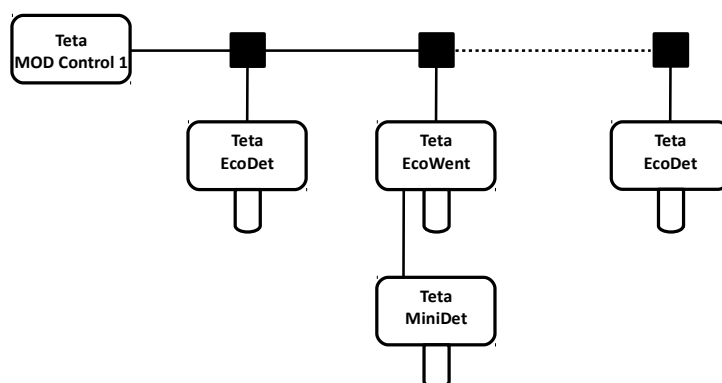 Teta
MOD Control 1
Teta
EcoDet
Teta
EcoWent
Teta
EcoDet
Teta
MiniDet